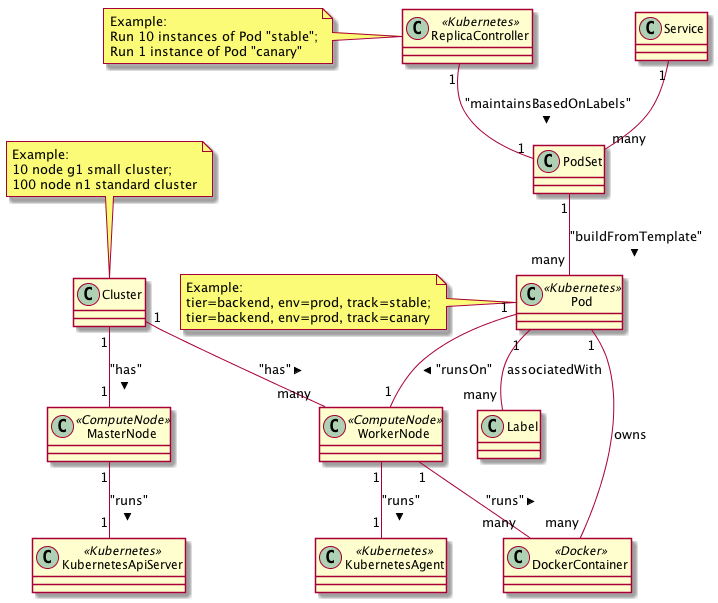 Example:
Run 10 instances of Pod "stable";
Run 1 instance of Pod "canary"
C
«Kubernetes»
ReplicaController
C
Service
1
1
"maintainsBasedOnLabels"
▼
Example:
10 node g1 small cluster;
100 node n1 standard cluster
many
1
C
PodSet
1
"buildFromTemplate"
▼
many
C
Cluster
Example:
tier=backend, env=prod, track=stable;
tier=backend, env=prod, track=canary
C
«Kubernetes»
Pod
1
1
1
1
1
"has"
▼
"has" ►
◄ "runsOn"
associatedWith
1
many
1
many
C
«ComputeNode»
MasterNode
C
«ComputeNode»
WorkerNode
C
Label
owns
1
1
1
"runs"
▼
"runs"
▼
"runs" ►
1
1
many
many
C
«Kubernetes»
KubernetesApiServer
C
«Kubernetes»
KubernetesAgent
C
«Docker»
DockerContainer